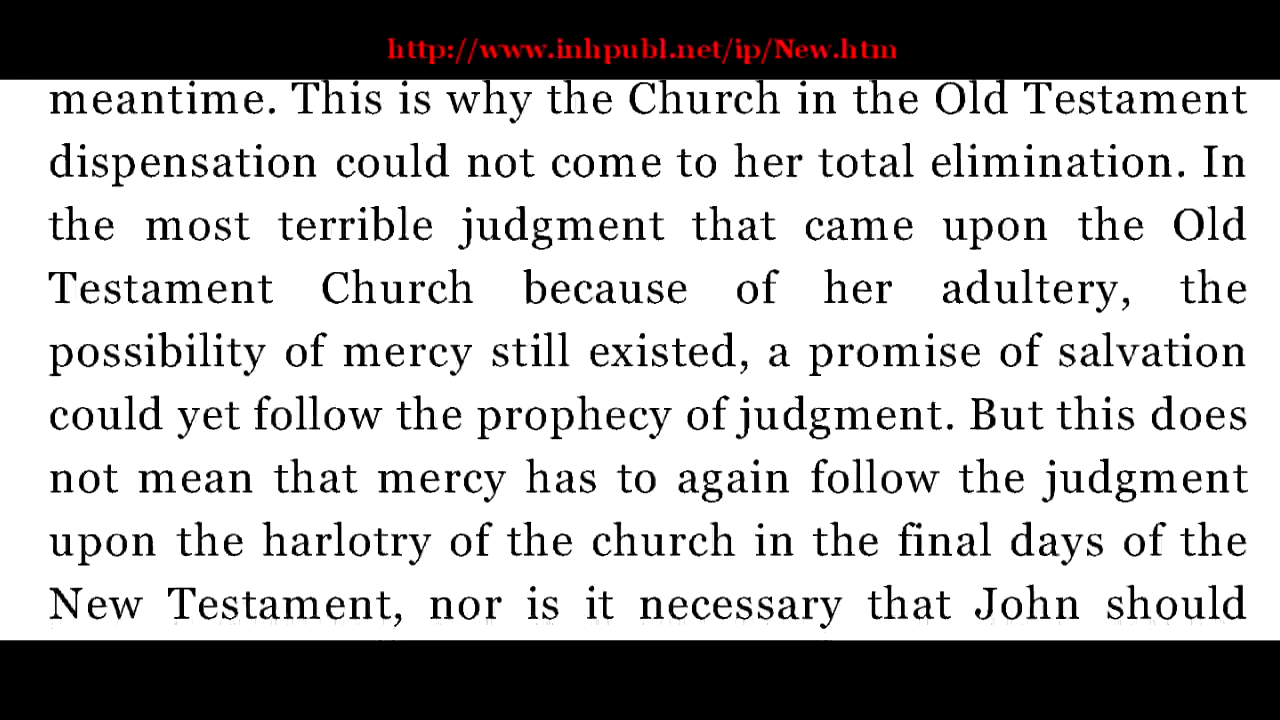 http://www.inhpubl.net/ip/New.htm
meantime. This is why the Church in the Old Testament
dispensation could not come to her total elimination. In
the most terrible judgment that came upon the Old
Testament Church because of her adultery, the
possibility of mercy still existed, a promise of salvation
could yet follow the prophecy of judgment. But this does
not mean that mercy has to again follow the judgment
upon the harlotry of the church in the final days of the
New Testament, nor is it necessary that John should